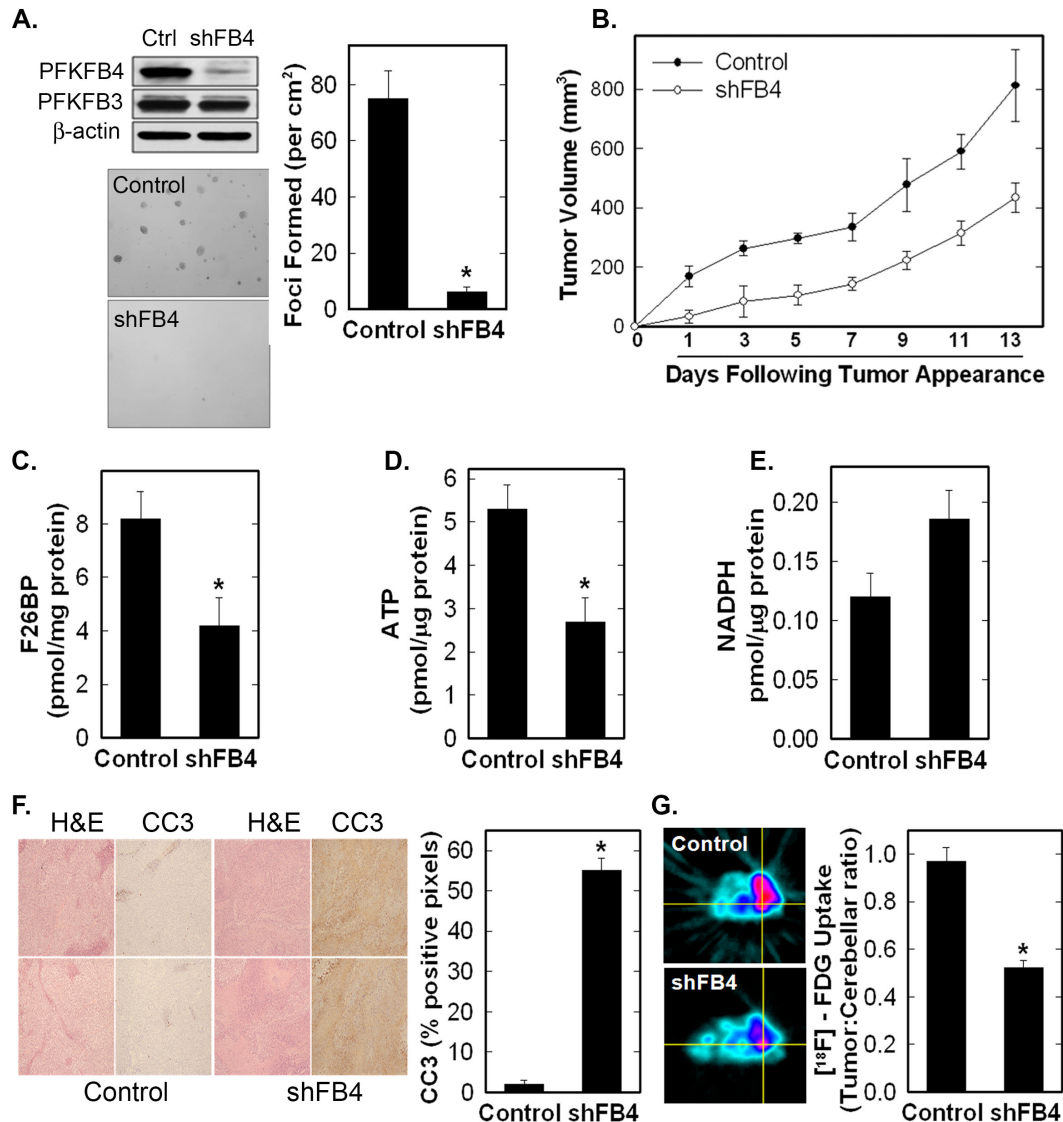 A.
Ctrl shFB4
PFKFB4
PFKFB3
β-actin
Control
shFB4
Foci Formed (per cm²)
80
60
40
20
0
Control shFB4
*
B.
Control
shFB4
Tumor Volume (mm³)
800
600
400
200
0
0 1 3 5 7 9 11 13
Days Following Tumor Appearance
C.
F26BP
(pmol/mg protein)
8
6
4
2
0
*
Control shFB4
D.
ATP
(pmol/μg protein)
6
5
4
3
2
1
0
*
Control shFB4
E.
NADPH
pmol/μg protein
0.20
0.15
0.10
0.05
0.00
Control shFB4
F.
H&E CC3 H&E CC3
Control shFB4
CC3 (% positive pixels)
60
50
40
30
20
10
0
*
Control shFB4
G.
Control
shFB4
[¹⁸F] - FDG Uptake
(Tumor:Cerebellar ratio)
1.0
0.8
0.6
0.4
0.2
0.0
*
Control shFB4